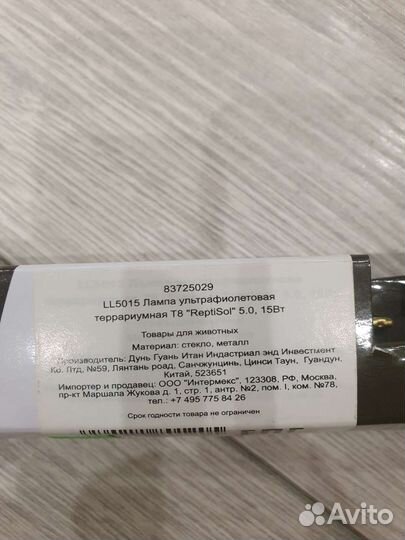 83725029
LL5015 Лампа ультрафиолетовая
террариумная T8 "ReptiSol" 5.0, 15Вт
Товары для животных
Материал: стекло, металл
Производитель: Дунь Гуань Итан Индастриал энд Инвестмент
Ко. Лтд, №59, Лянтань роад, Санчжунцинь, Цинси Таун, Гуандун,
Китай, 523651
Импортер и продавец: ООО "Интермекс", 123308, РФ, Москва,
пр-кт Маршала Жукова д. 1, стр. 1, антр. №2, пом. I, ком. №78,
тел.: +7 495 775 84 26
Срок годности товара не ограничен
Avito